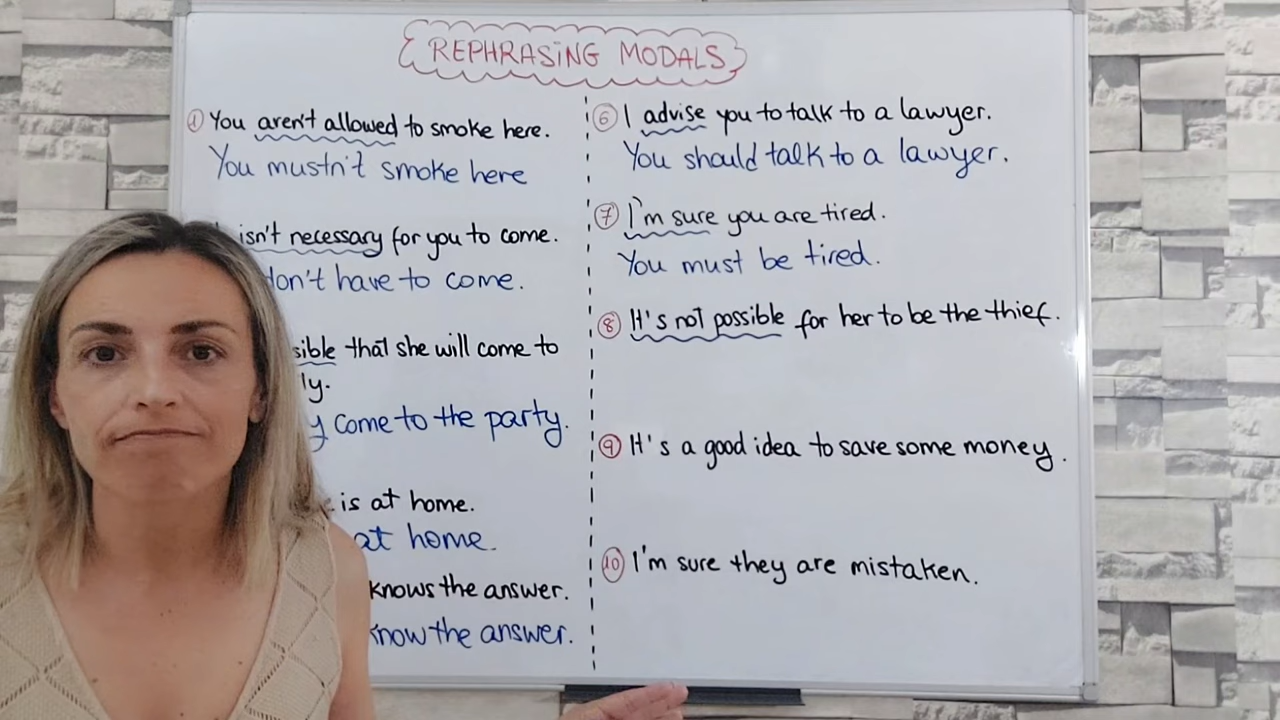 REPHRASING MODALS
1 You aren't allowed to smoke here.
You mustn't smoke here
isn't necessary for you to come.
don't have to come.
sible that she will come to
ly.
y come to the party.
is at home.
at home.
knows the answer.
know the answer.
6 I advise you to talk to a lawyer.
You should talk to a lawyer.
7 I'm sure you are tired.
You must be tired.
8 It's not possible for her to be the thief.
9 It's a good idea to save some money.
10 I'm sure they are mistaken.